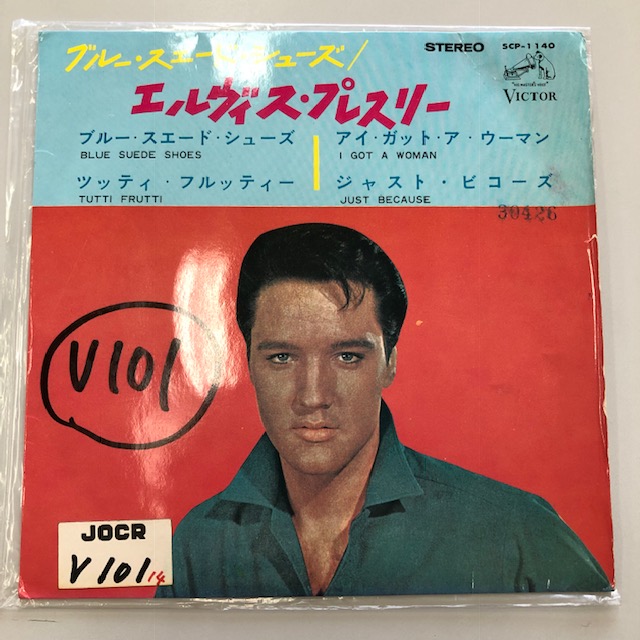 ブルー・スエード・シューズ/
STEREO
SCP-1140
"HIS MASTER'S VOICE"
VICTOR
エルヴィス・プレスリー
ブルー・スエード・シューズ
BLUE SUEDE SHOES
アイ・ガット・ア・ウーマン
I GOT A WOMAN
ツッティ・フルッティー
TUTTI FRUTTI
ジャスト・ビコーズ
JUST BECAUSE
30426
V101
JOCR
V101 14